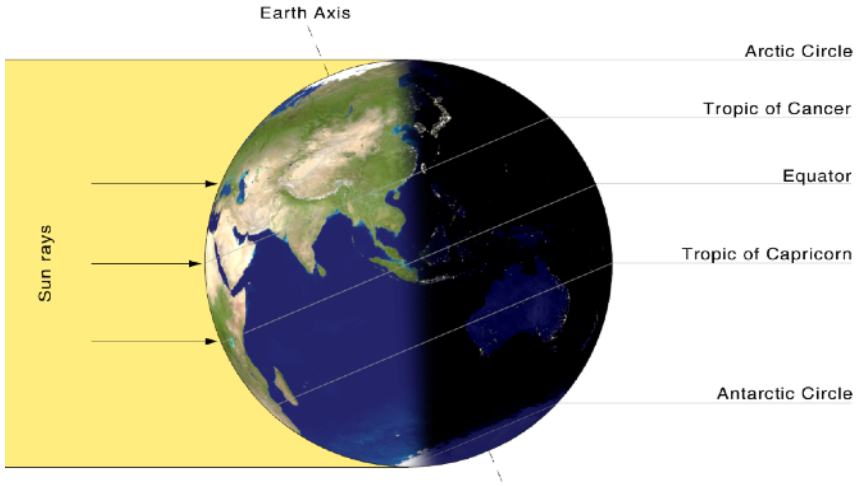 Earth Axis
Arctic Circle
Tropic of Cancer
Equator
Sun rays
Tropic of Capricorn
Antarctic Circle